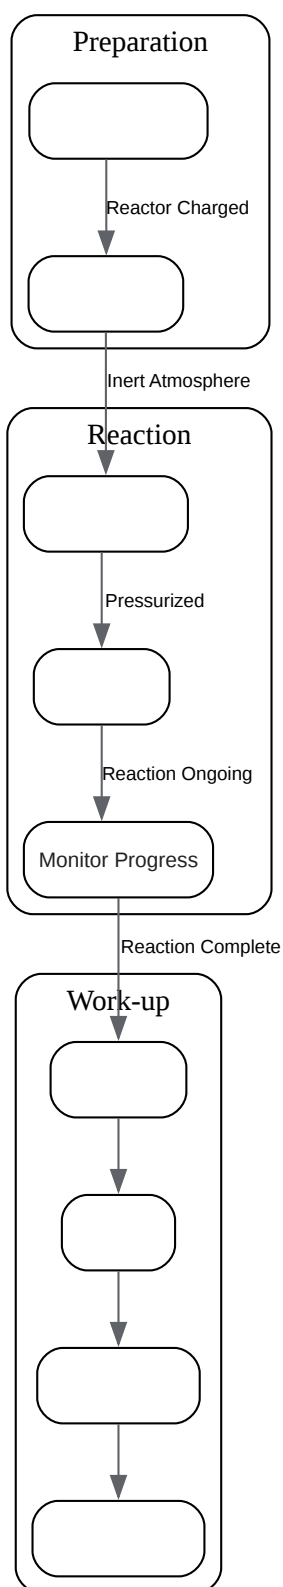 Preparation
Reactor Charged
Inert Atmosphere
Reaction
Pressurized
Reaction Ongoing
Monitor Progress
Reaction Complete
Work-up